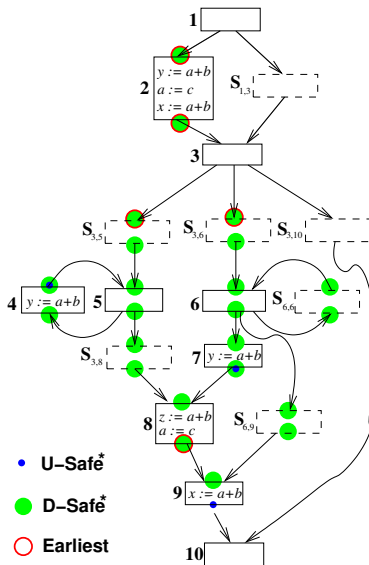 1
2
y := a+b
a := c
x := a+b
S1,3
3
S3,5
S3,6
S3,10
4
y := a+b
5
6
S6,6
S3,8
7
y := a+b
8
z := a+b
a := c
S6,9
9
x := a+b
10
U–Safe*
D–Safe*
Earliest